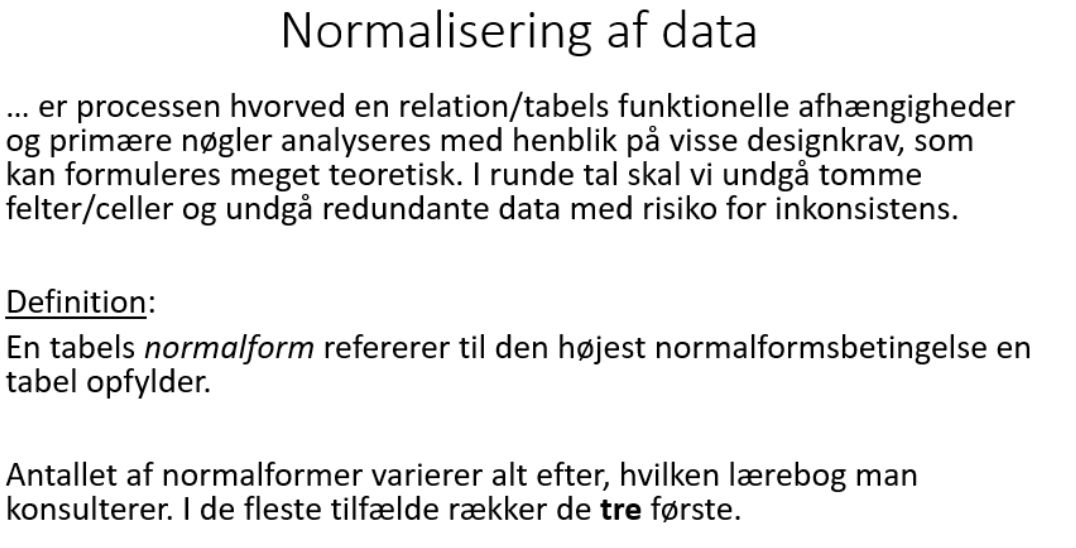 Normalisering af data
... er processen hvorved en relation/tabels funktionelle afhængigheder
og primære nøgler analyseres med henblik på visse designkrav, som
kan formuleres meget teoretisk. I runde tal skal vi undgå tomme
felter/celler og undgå redundante data med risiko for inkonsistens.
Definition:
En tabels normalform refererer til den højest normalformsbetingelse en
tabel opfylder.
Antallet af normalformer varierer alt efter, hvilken lærebog man
konsulterer. I de fleste tilfælde rækker de tre første.